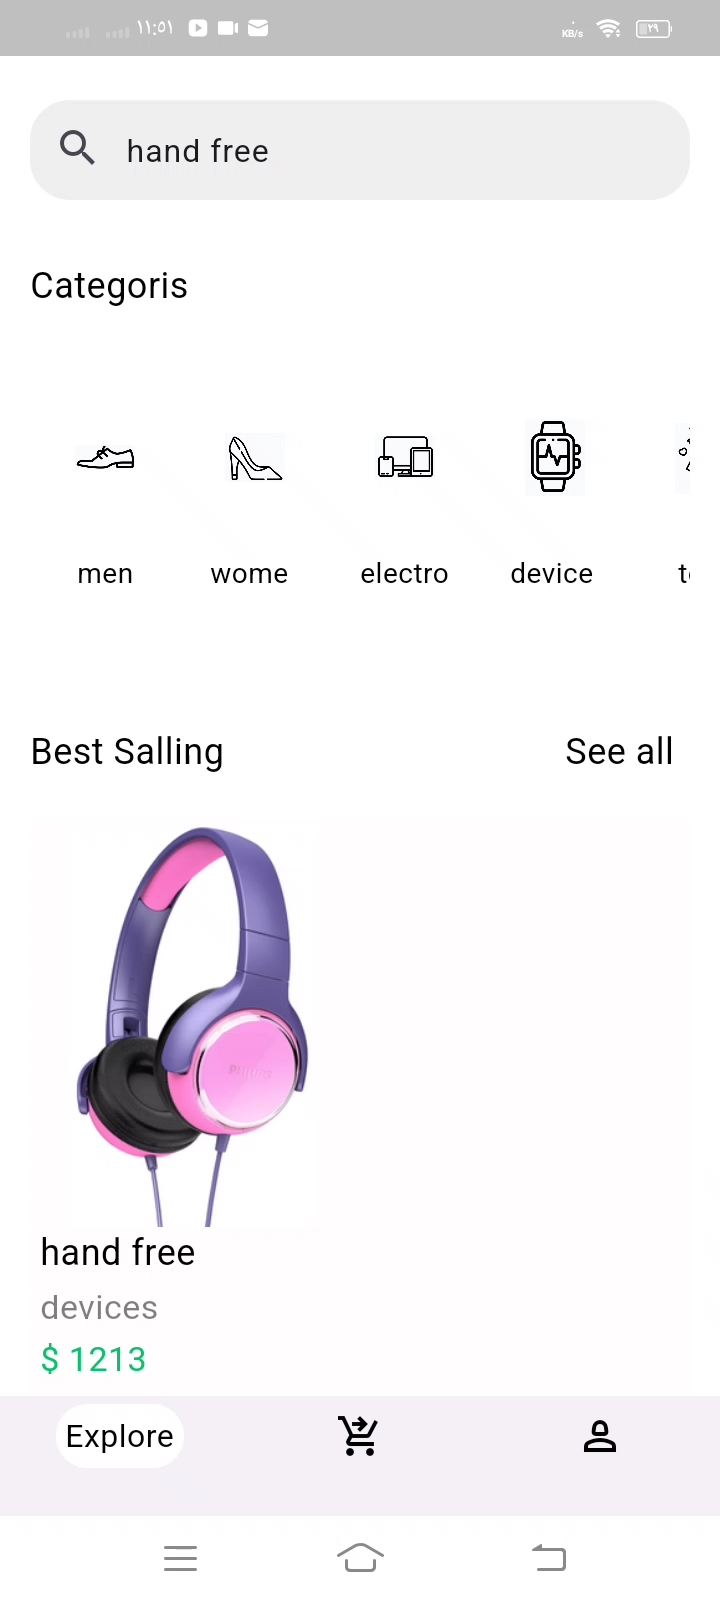 ١١:٥١ KB/s ٢٩
hand free
Categoris
men wome electro device
Best Salling See all
PHILIPS
hand free
devices
$ 1213
Explore